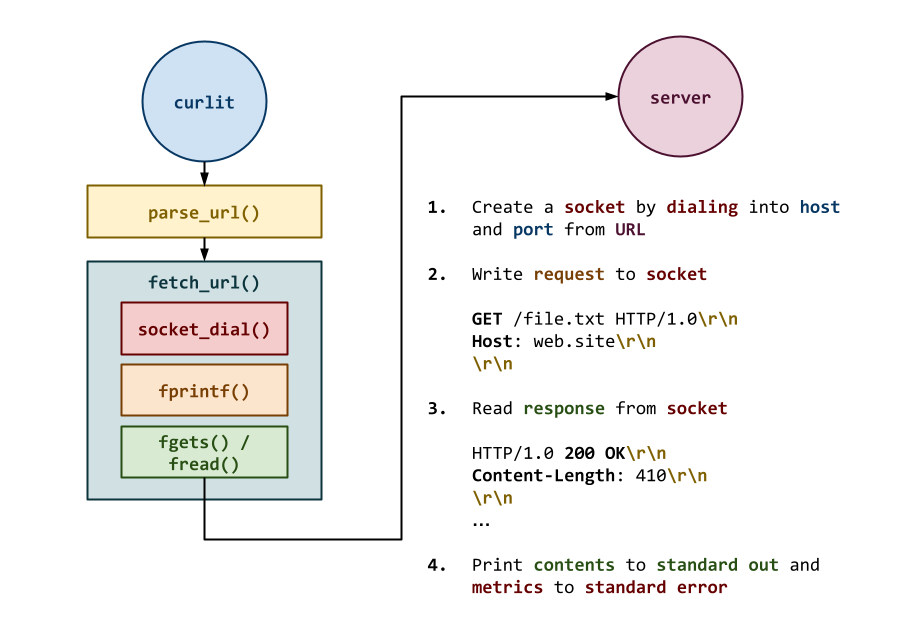 curlit
server
parse_url()
fetch_url()
socket_dial()
fprintf()
fgets() /
fread()
1. Create a socket by dialing into host
and port from URL
2. Write request to socket
GET /file.txt HTTP/1.0\r\n
Host: web.site\r\n
\r\n
3. Read response from socket
HTTP/1.0 200 OK\r\n
Content-Length: 410\r\n
\r\n
…
4. Print contents to standard out and
metrics to standard error